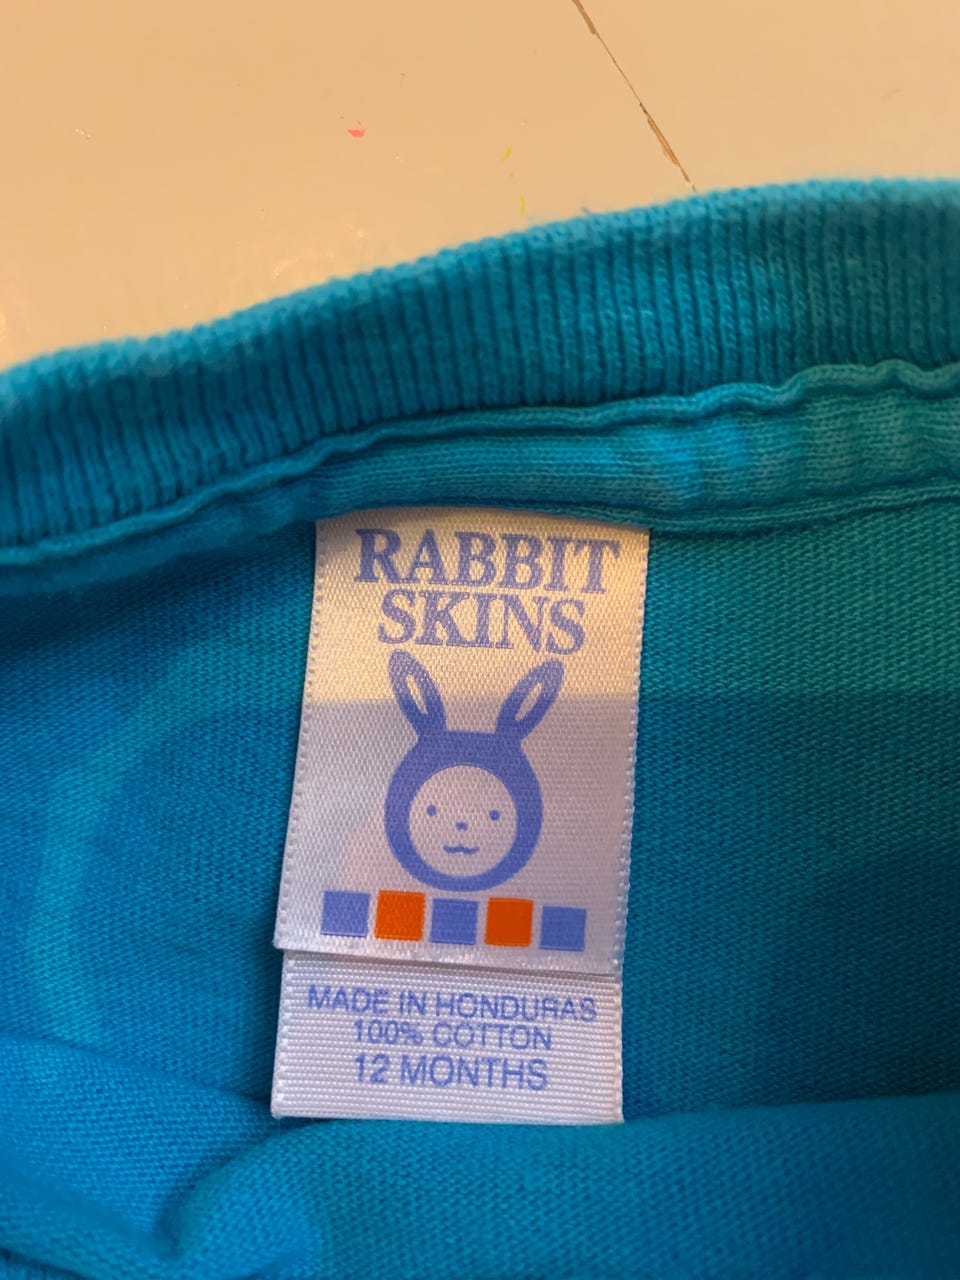 RABBIT
SKINS
MADE IN HONDURAS
100% COTTON
12 MONTHS